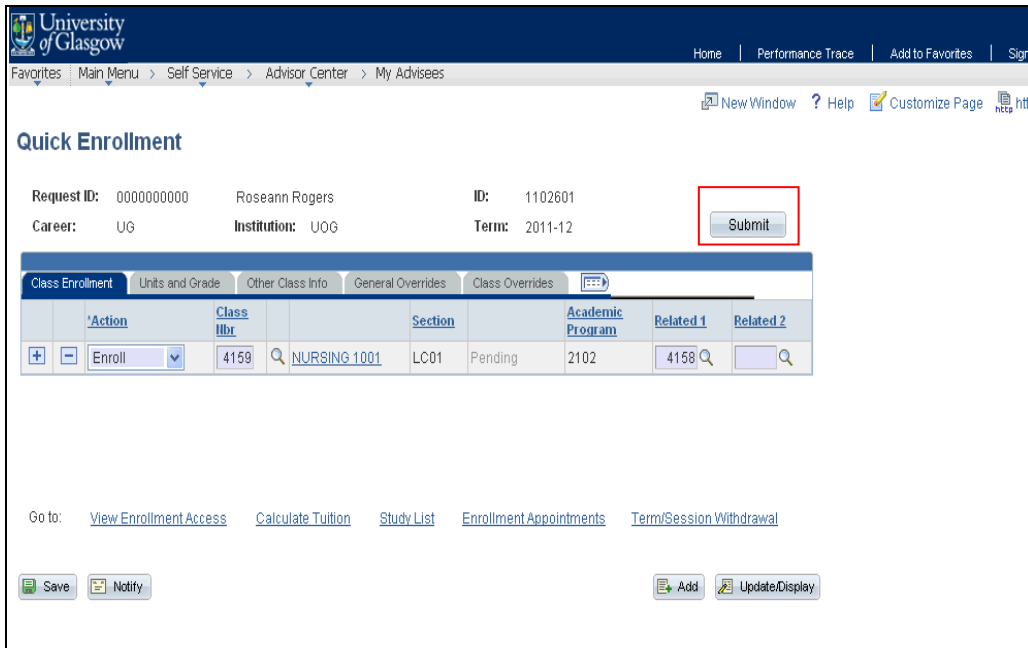 University
of Glasgow
Home | Performance Trace | Add to Favorites | Sign
Favorites Main Menu > Self Service > Advisor Center > My Advisees
New Window ? Help Customize Page http htt
Quick Enrollment
Request ID: 0000000000 Roseann Rogers ID: 1102601
Career: UG Institution: UOG Term: 2011-12 Submit
Class Enrollment Units and Grade Other Class Info General Overrides Class Overrides
*Action Class Nbr Section Academic Program Related 1 Related 2
+ - Enroll 4159 NURSING 1001 LC01 Pending 2102 4158
Go to: View Enrollment Access Calculate Tuition Study List Enrollment Appointments Term/Session Withdrawal
Save Notify Add Update/Display